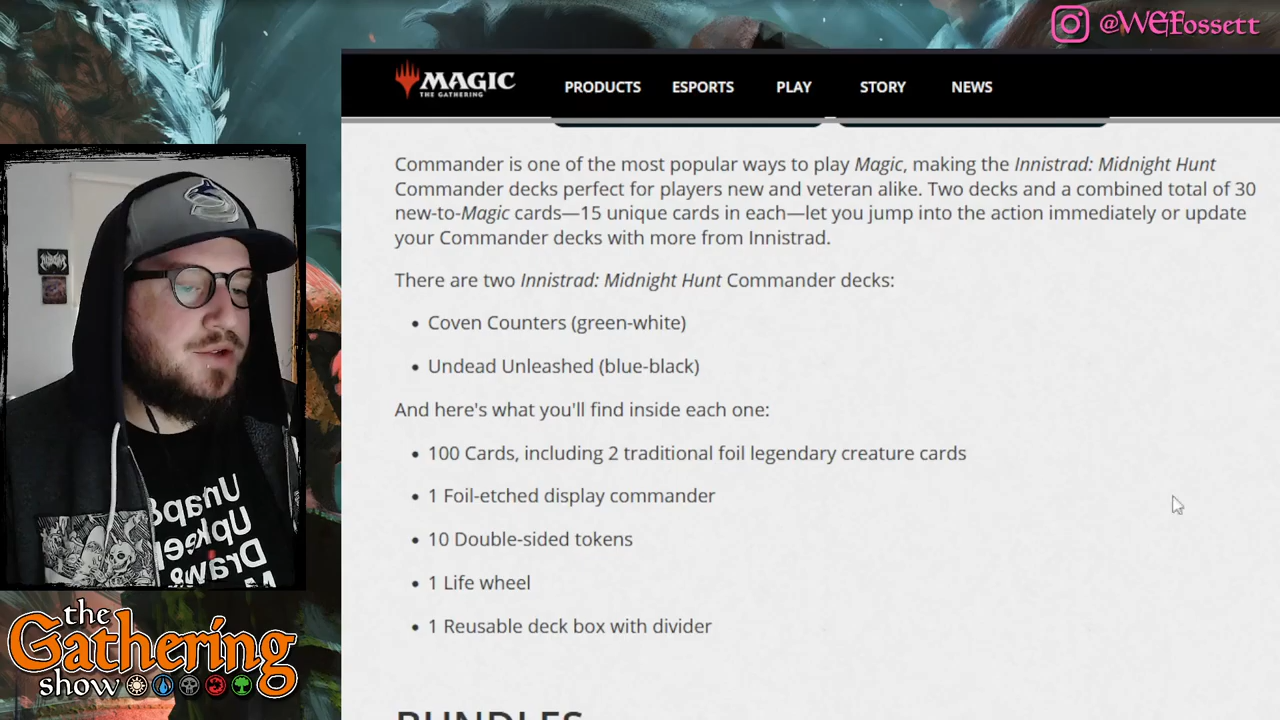 @WEFossett
MAGIC
THE GATHERING
PRODUCTS ESPORTS PLAY STORY NEWS
Commander is one of the most popular ways to play Magic, making the Innistrad: Midnight Hunt
Commander decks perfect for players new and veteran alike. Two decks and a combined total of 30
new-to-Magic cards—15 unique cards in each—let you jump into the action immediately or update
your Commander decks with more from Innistrad.
There are two Innistrad: Midnight Hunt Commander decks:
• Coven Counters (green-white)
• Undead Unleashed (blue-black)
And here's what you'll find inside each one:
• 100 Cards, including 2 traditional foil legendary creature cards
• 1 Foil-etched display commander
• 10 Double-sided tokens
• 1 Life wheel
• 1 Reusable deck box with divider
BUNDLES
the
Gathering
show